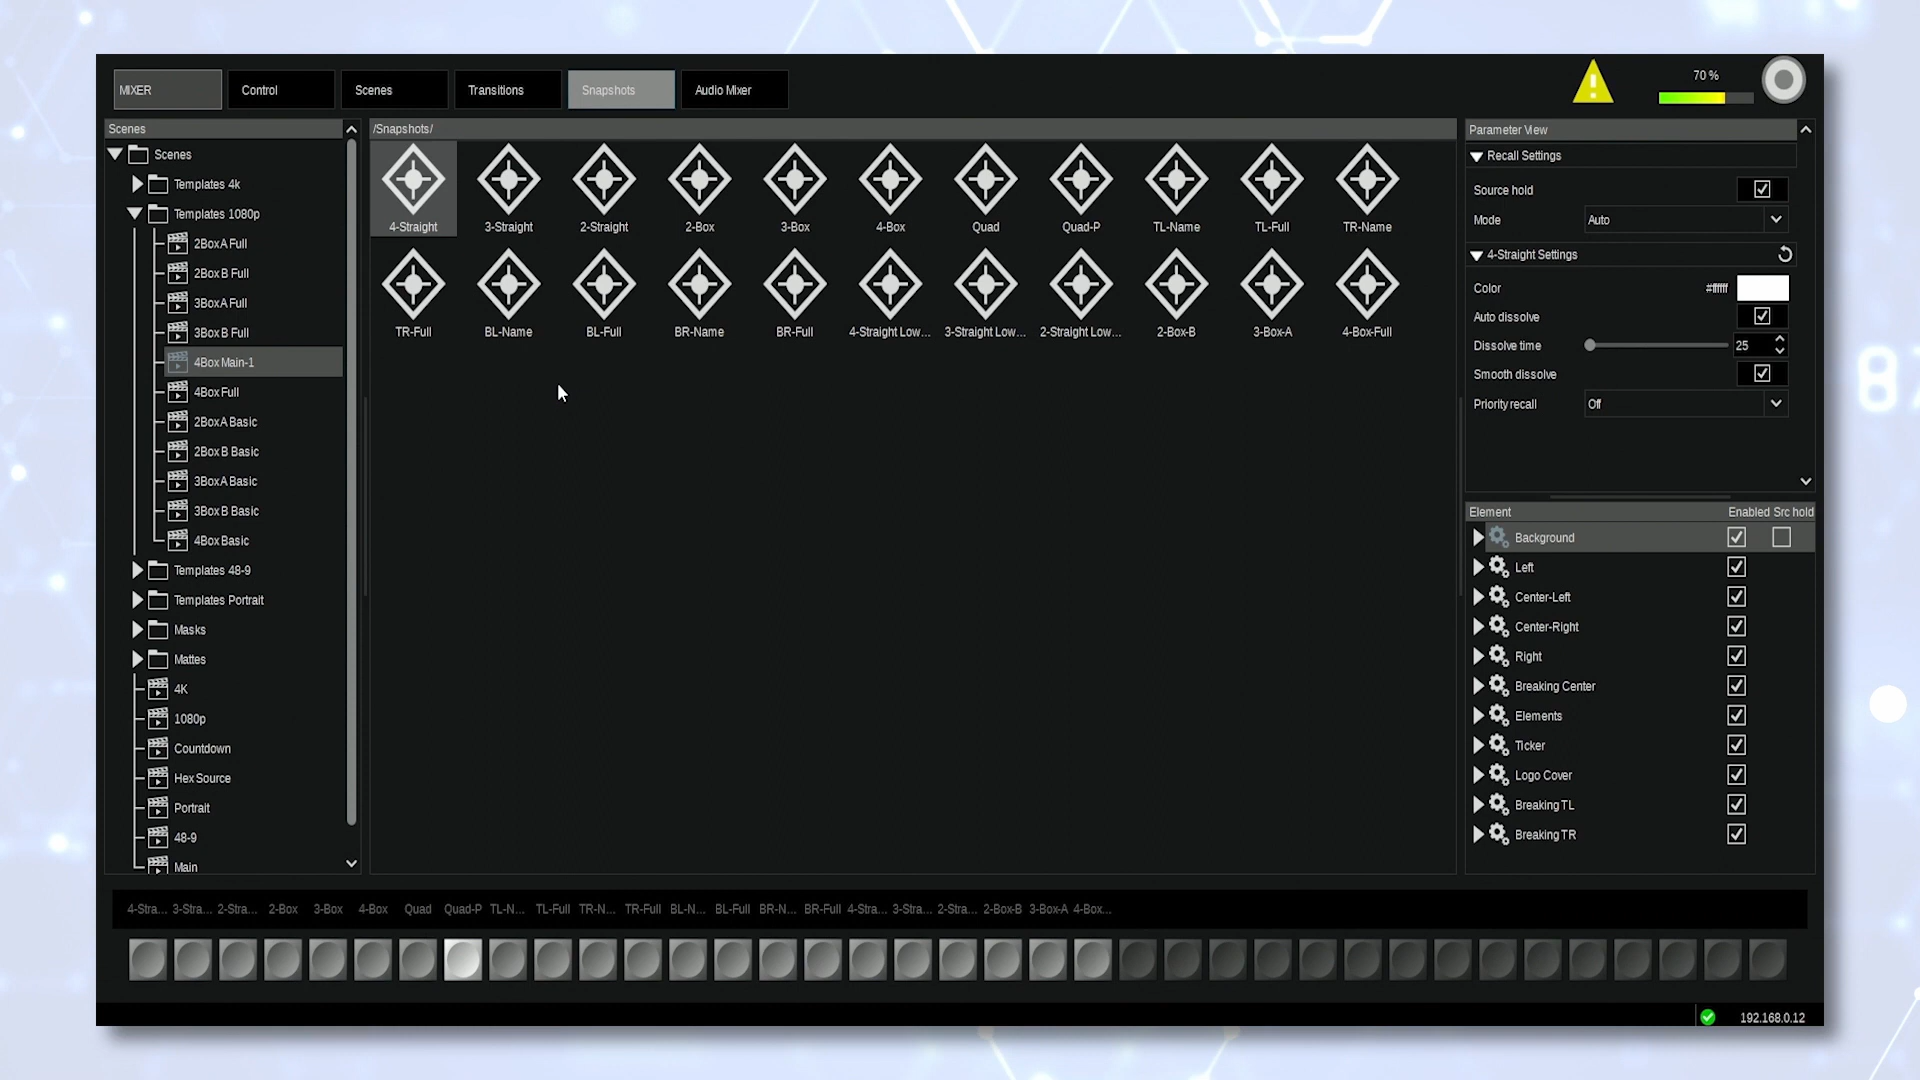 MIXER
Control
Scenes
Transitions
Snapshots
Audio Mixer
70 %
Scenes
Scenes
Templates 4k
Templates 1080p
2Box A Full
2Box B Full
3Box A Full
3Box B Full
4Box Main-1
4Box Full
2Box A Basic
2Box B Basic
3Box A Basic
3Box B Basic
4Box Basic
Templates 48-9
Templates Portrait
Masks
Mattes
4K
1080p
Countdown
Hex Source
Portrait
48-9
Main
/Snapshots/
4-Straight 3-Straight 2-Straight 2-Box 3-Box 4-Box Quad Quad-P TL-Name TL-Full TR-Name
TR-Full BL-Name BL-Full BR-Name BR-Full 4-Straight Low... 3-Straight Low... 2-Straight Low... 2-Box-B 3-Box-A 4-Box-Full
Parameter View
Recall Settings
Source hold
Mode Auto
4-Straight Settings
Color #ffffff
Auto dissolve
Dissolve time 25
Smooth dissolve
Priority recall Off
Element Enabled Src hold
Background
Left
Center-Left
Center-Right
Right
Breaking Center
Elements
Ticker
Logo Cover
Breaking TL
Breaking TR
4-Stra... 3-Stra... 2-Stra... 2-Box 3-Box 4-Box Quad Quad-P TL-N... TL-Full TR-N... TR-Full BL-N... BL-Full BR-N... BR-Full 4-Stra... 3-Stra... 2-Stra... 2-Box-B 3-Box-A 4-Box...
192.168.0.12